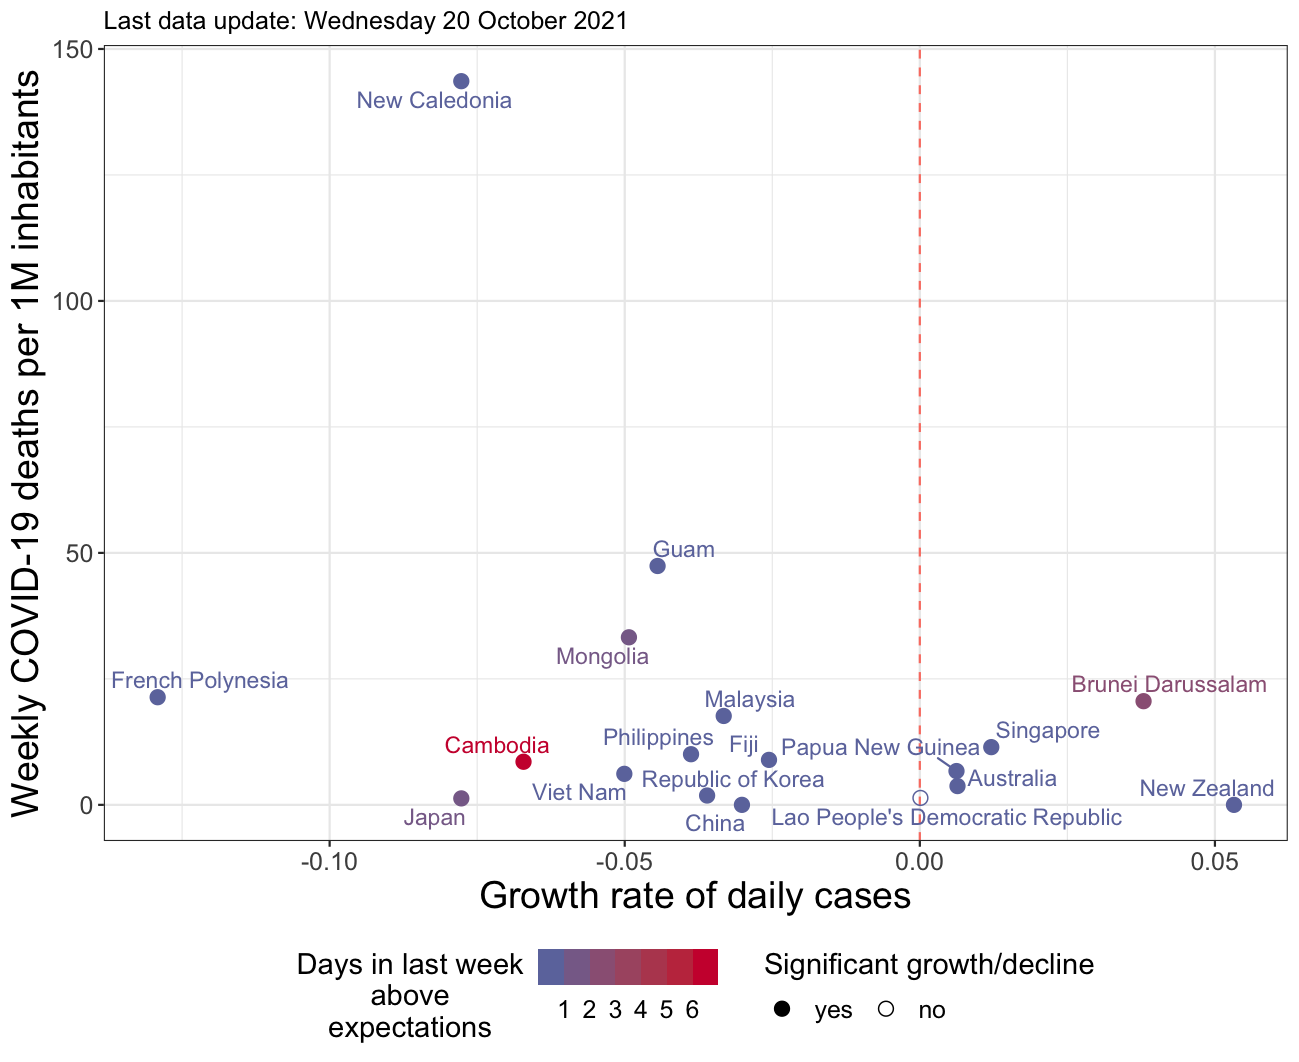 Last data update: Wednesday 20 October 2021
Weekly COVID-19 deaths per 1M inhabitants
150
100
50
0
New Caledonia
Guam
Mongolia
French Polynesia
Brunei Darussalam
Malaysia
Singapore
Philippines
Fiji
Papua New Guinea
Cambodia
Republic of Korea
Australia
New Zealand
Viet Nam
Japan
China
Lao People's Democratic Republic
-0.10
-0.05
0.00
0.05
Growth rate of daily cases
Days in last week
above
expectations
1 2 3 4 5 6
Significant growth/decline
yes
no